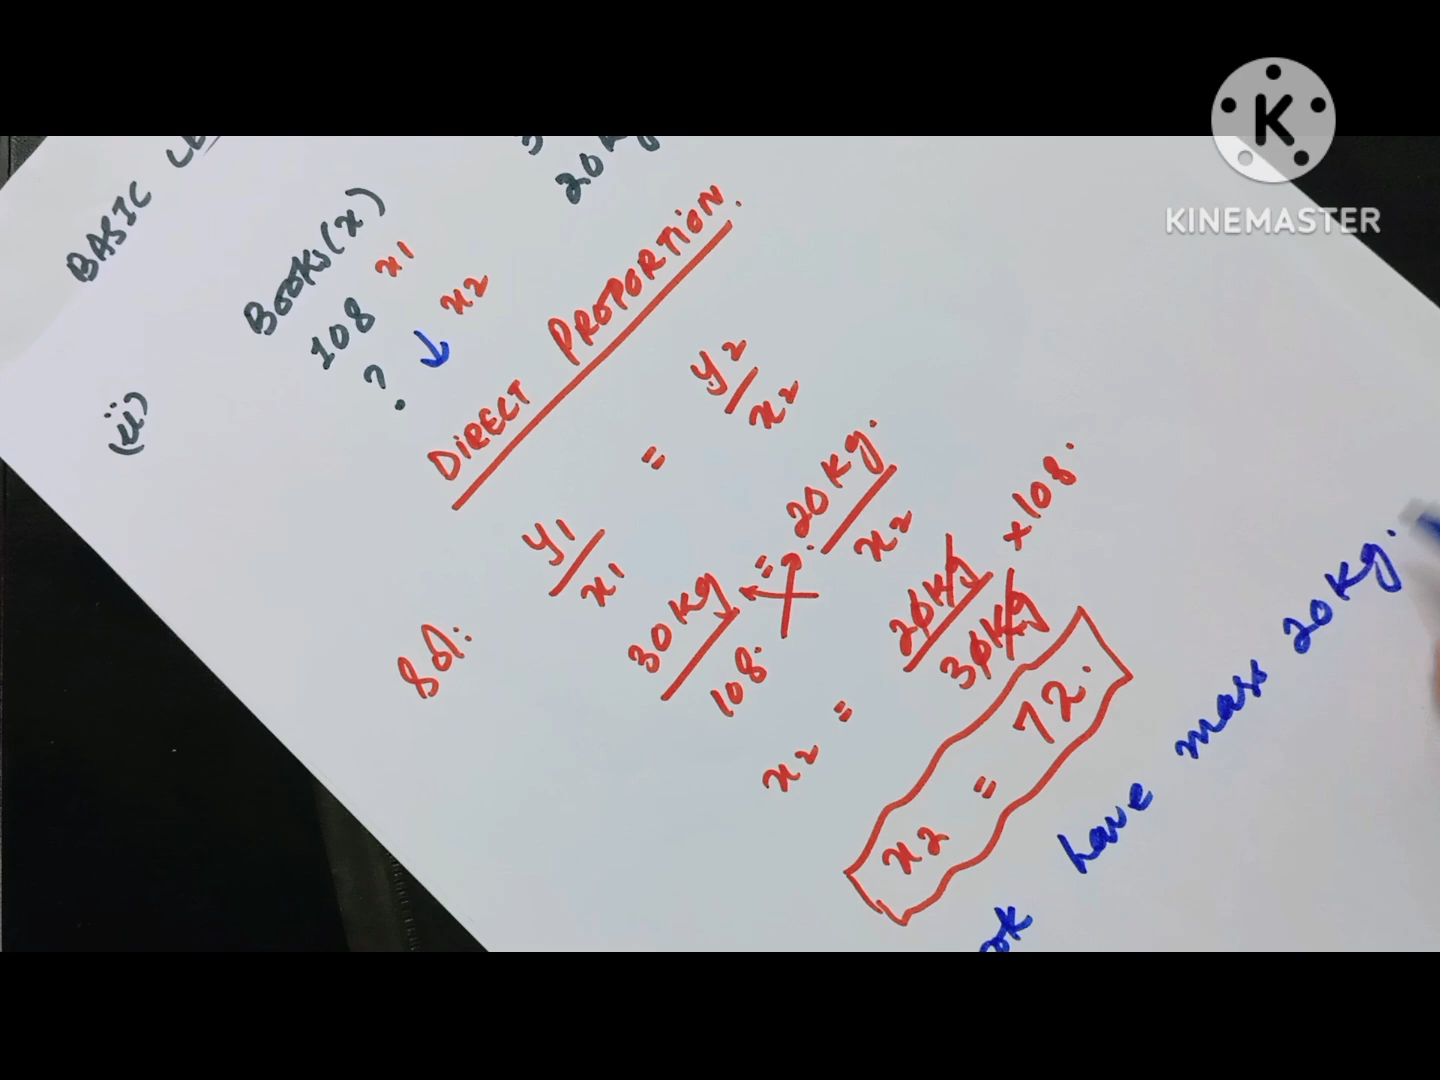 KINEMASTER
BASIC
(ii)
Books(x)
108 x1
? ↓ x2
20kg
DIRECT PROPORTION.
y1/x1 = y2/x2
Sol:
30kg/108. = 20kg./x2
x2 = 20kg/30kg × 108.
x2 = 72.
have mass 20kg.